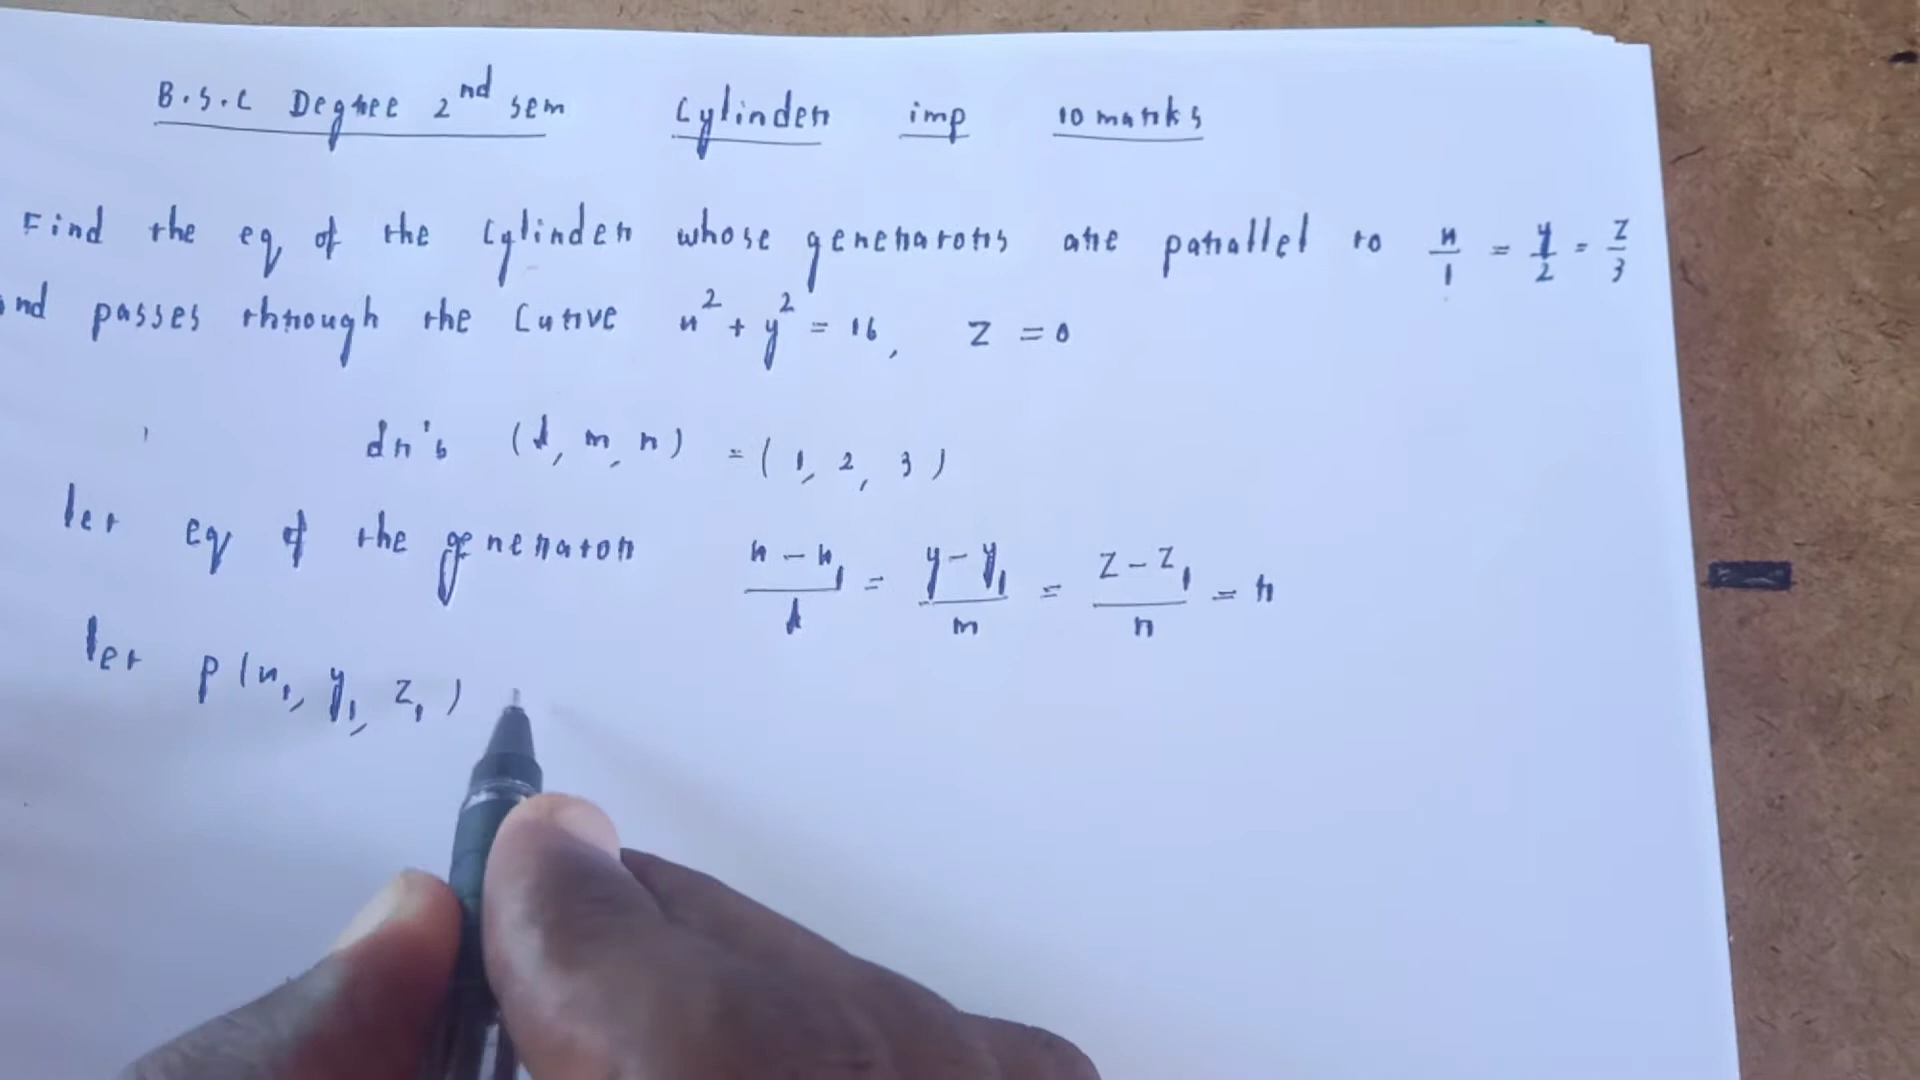 B.S.C Degree 2nd sem Cylinder imp 10 marks
Find the eq of the Cylinder whose generators are parallel to x/1 = y/2 = z/3
and passes through the Curve x² + y² = 16, z = 0
dr's (l, m, n) = (1, 2, 3)
let eq of the generator (x - x₁)/l = (y - y₁)/m = (z - z₁)/n = r
let p(x₁, y₁, z₁)